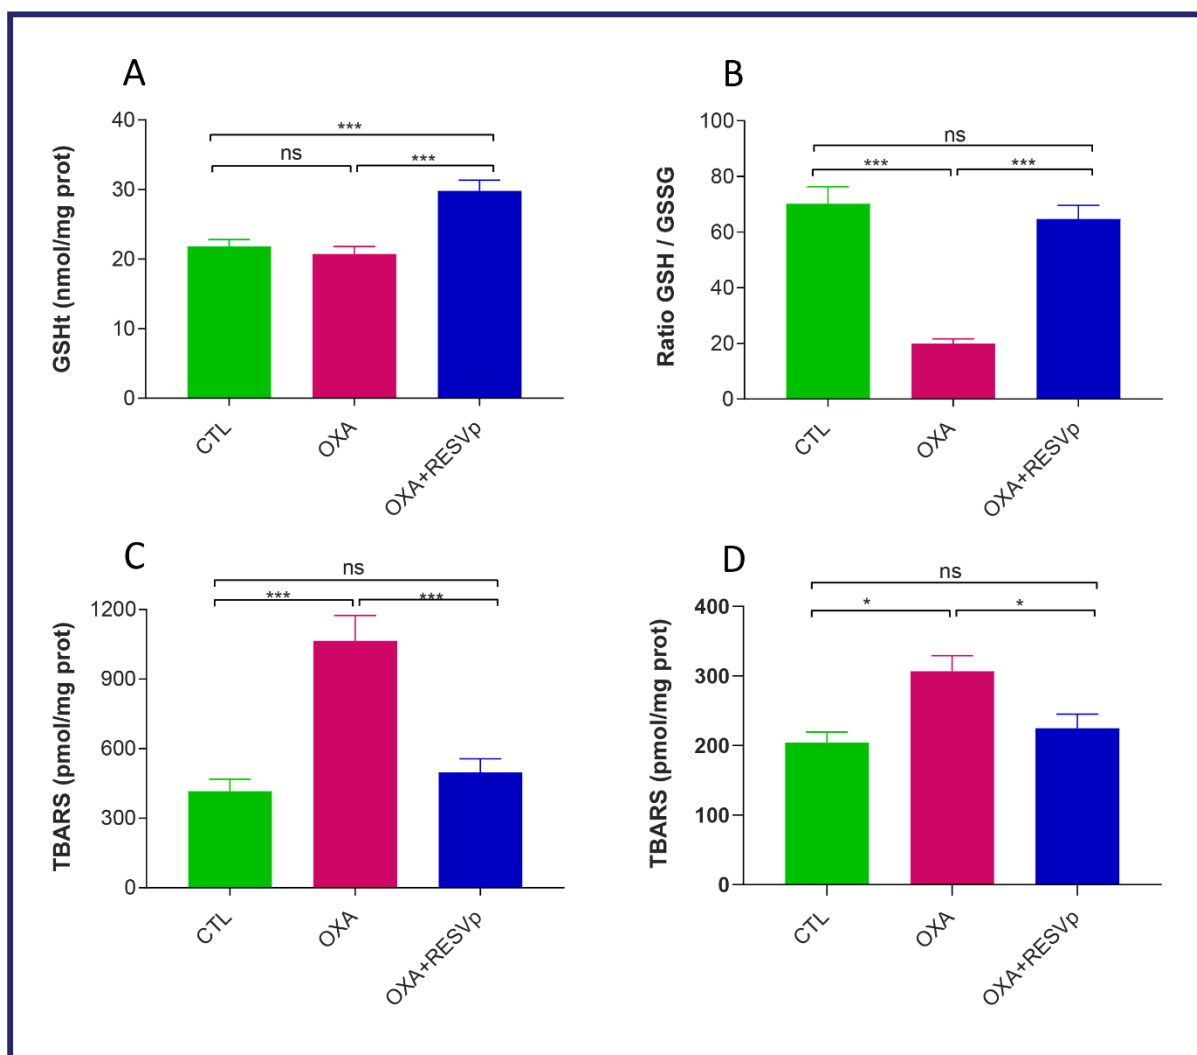 A
GSHt (nmol/mg prot)
40
30
20
10
0
***
ns
***
CTL
OXA
OXA+RESVp
B
Ratio GSH / GSSG
100
80
60
40
20
0
ns
***
***
CTL
OXA
OXA+RESVp
C
TBARS (pmol/mg prot)
1200
900
600
300
0
ns
***
***
CTL
OXA
OXA+RESVp
D
TBARS (pmol/mg prot)
400
300
200
100
0
ns
*
*
CTL
OXA
OXA+RESVp